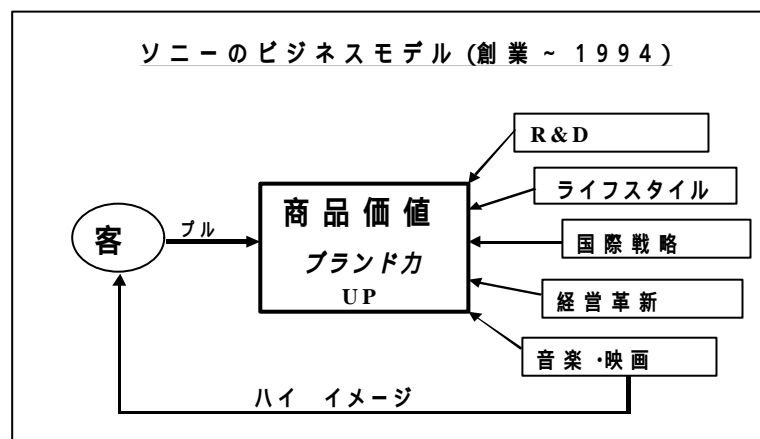 ソニーのビジネスモデル(創業~1994)
R&D
ライフスタイル
国際戦略
経営革新
音楽・映画
商品価値
ブランド力
UP
客
プル
ハイ イメージ